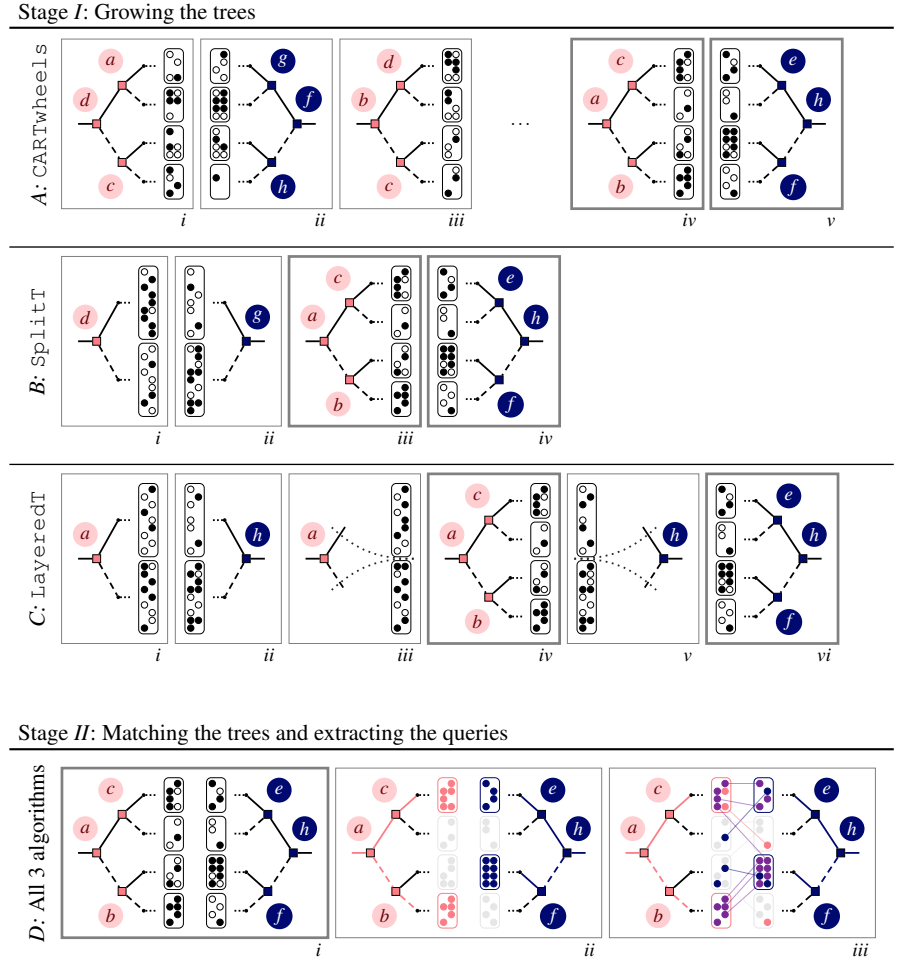 Stage I: Growing the trees
A: CARTwheels
a
d
c
i
g
f
h
ii
d
b
c
iii
...
c
a
b
iv
e
h
f
v
B: SplitT
d
i
g
ii
c
a
b
iii
e
h
f
iv
C: LayeredT
a
i
h
ii
a
iii
c
a
b
iv
h
v
e
h
f
vi
Stage II: Matching the trees and extracting the queries
D: All 3 algorithms
c
a
b
e
h
f
i
c
a
b
e
h
f
ii
c
a
b
e
h
f
iii